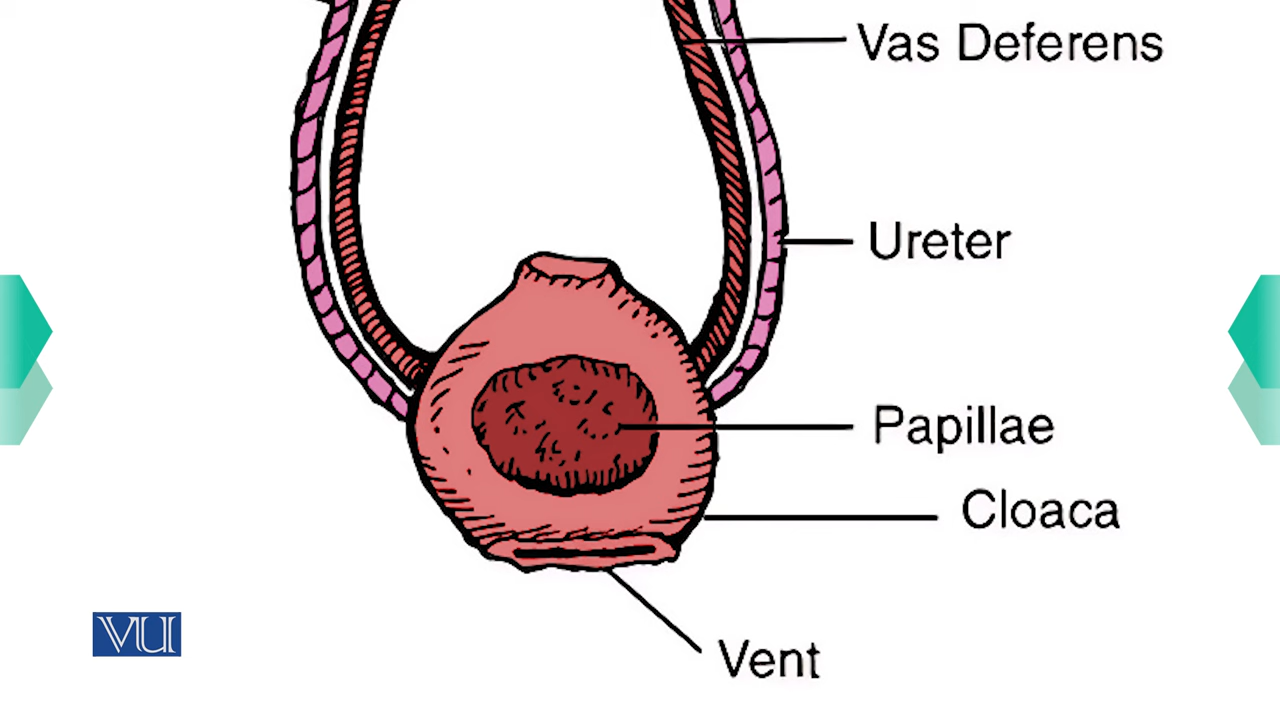 Vas Deferens
Ureter
Papillae
Cloaca
Vent
VU